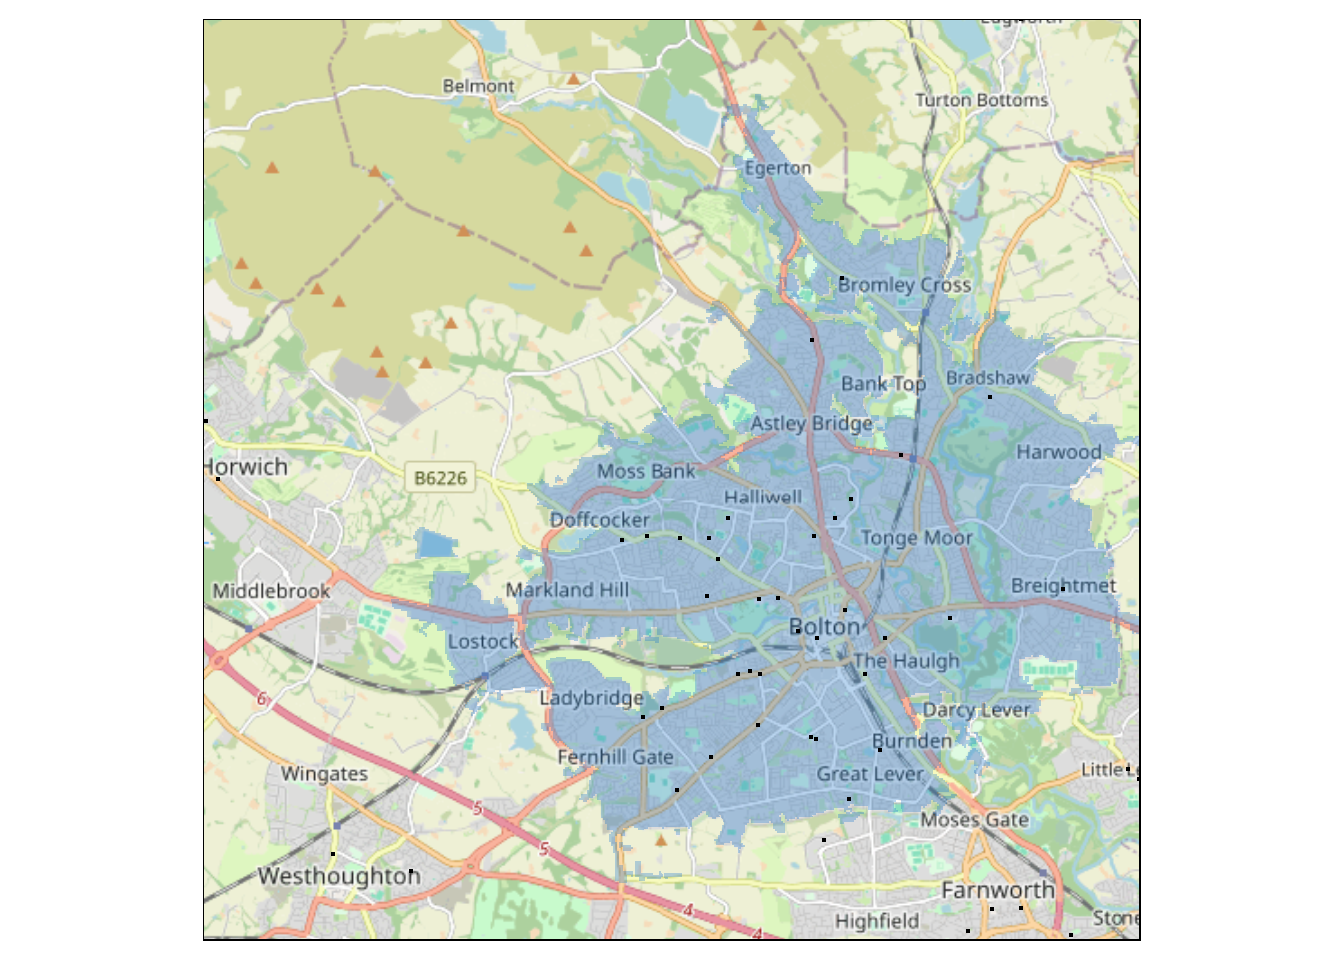 Belmont
Turton Bottoms
Egerton
Bromley Cross
Bank Top
Bradshaw
Astley Bridge
Harwood
Horwich
B6226
Moss Bank
Halliwell
Doffcocker
Tonge Moor
Middlebrook
Markland Hill
Breightmet
Bolton
Lostock
The Haulgh
6
Ladybridge
Darcy Lever
Burnden
Fernhill Gate
Wingates
Great Lever
Little
5
Moses Gate
5
Westhoughton
Farnworth
4
Highfield
Stone
4